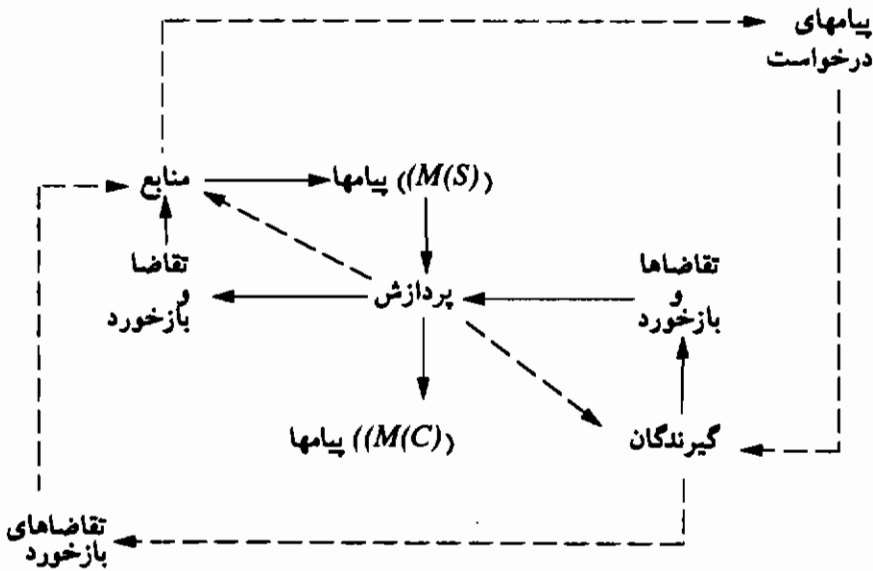 پیامهای
درخواست
منابع
پیامها ((M(S)
تقاضا
و
بازخورد
پردازش
تقاضاها
و
بازخورد
پیامها ((M(C)
گیرندگان
تقاضاهای
بازخورد